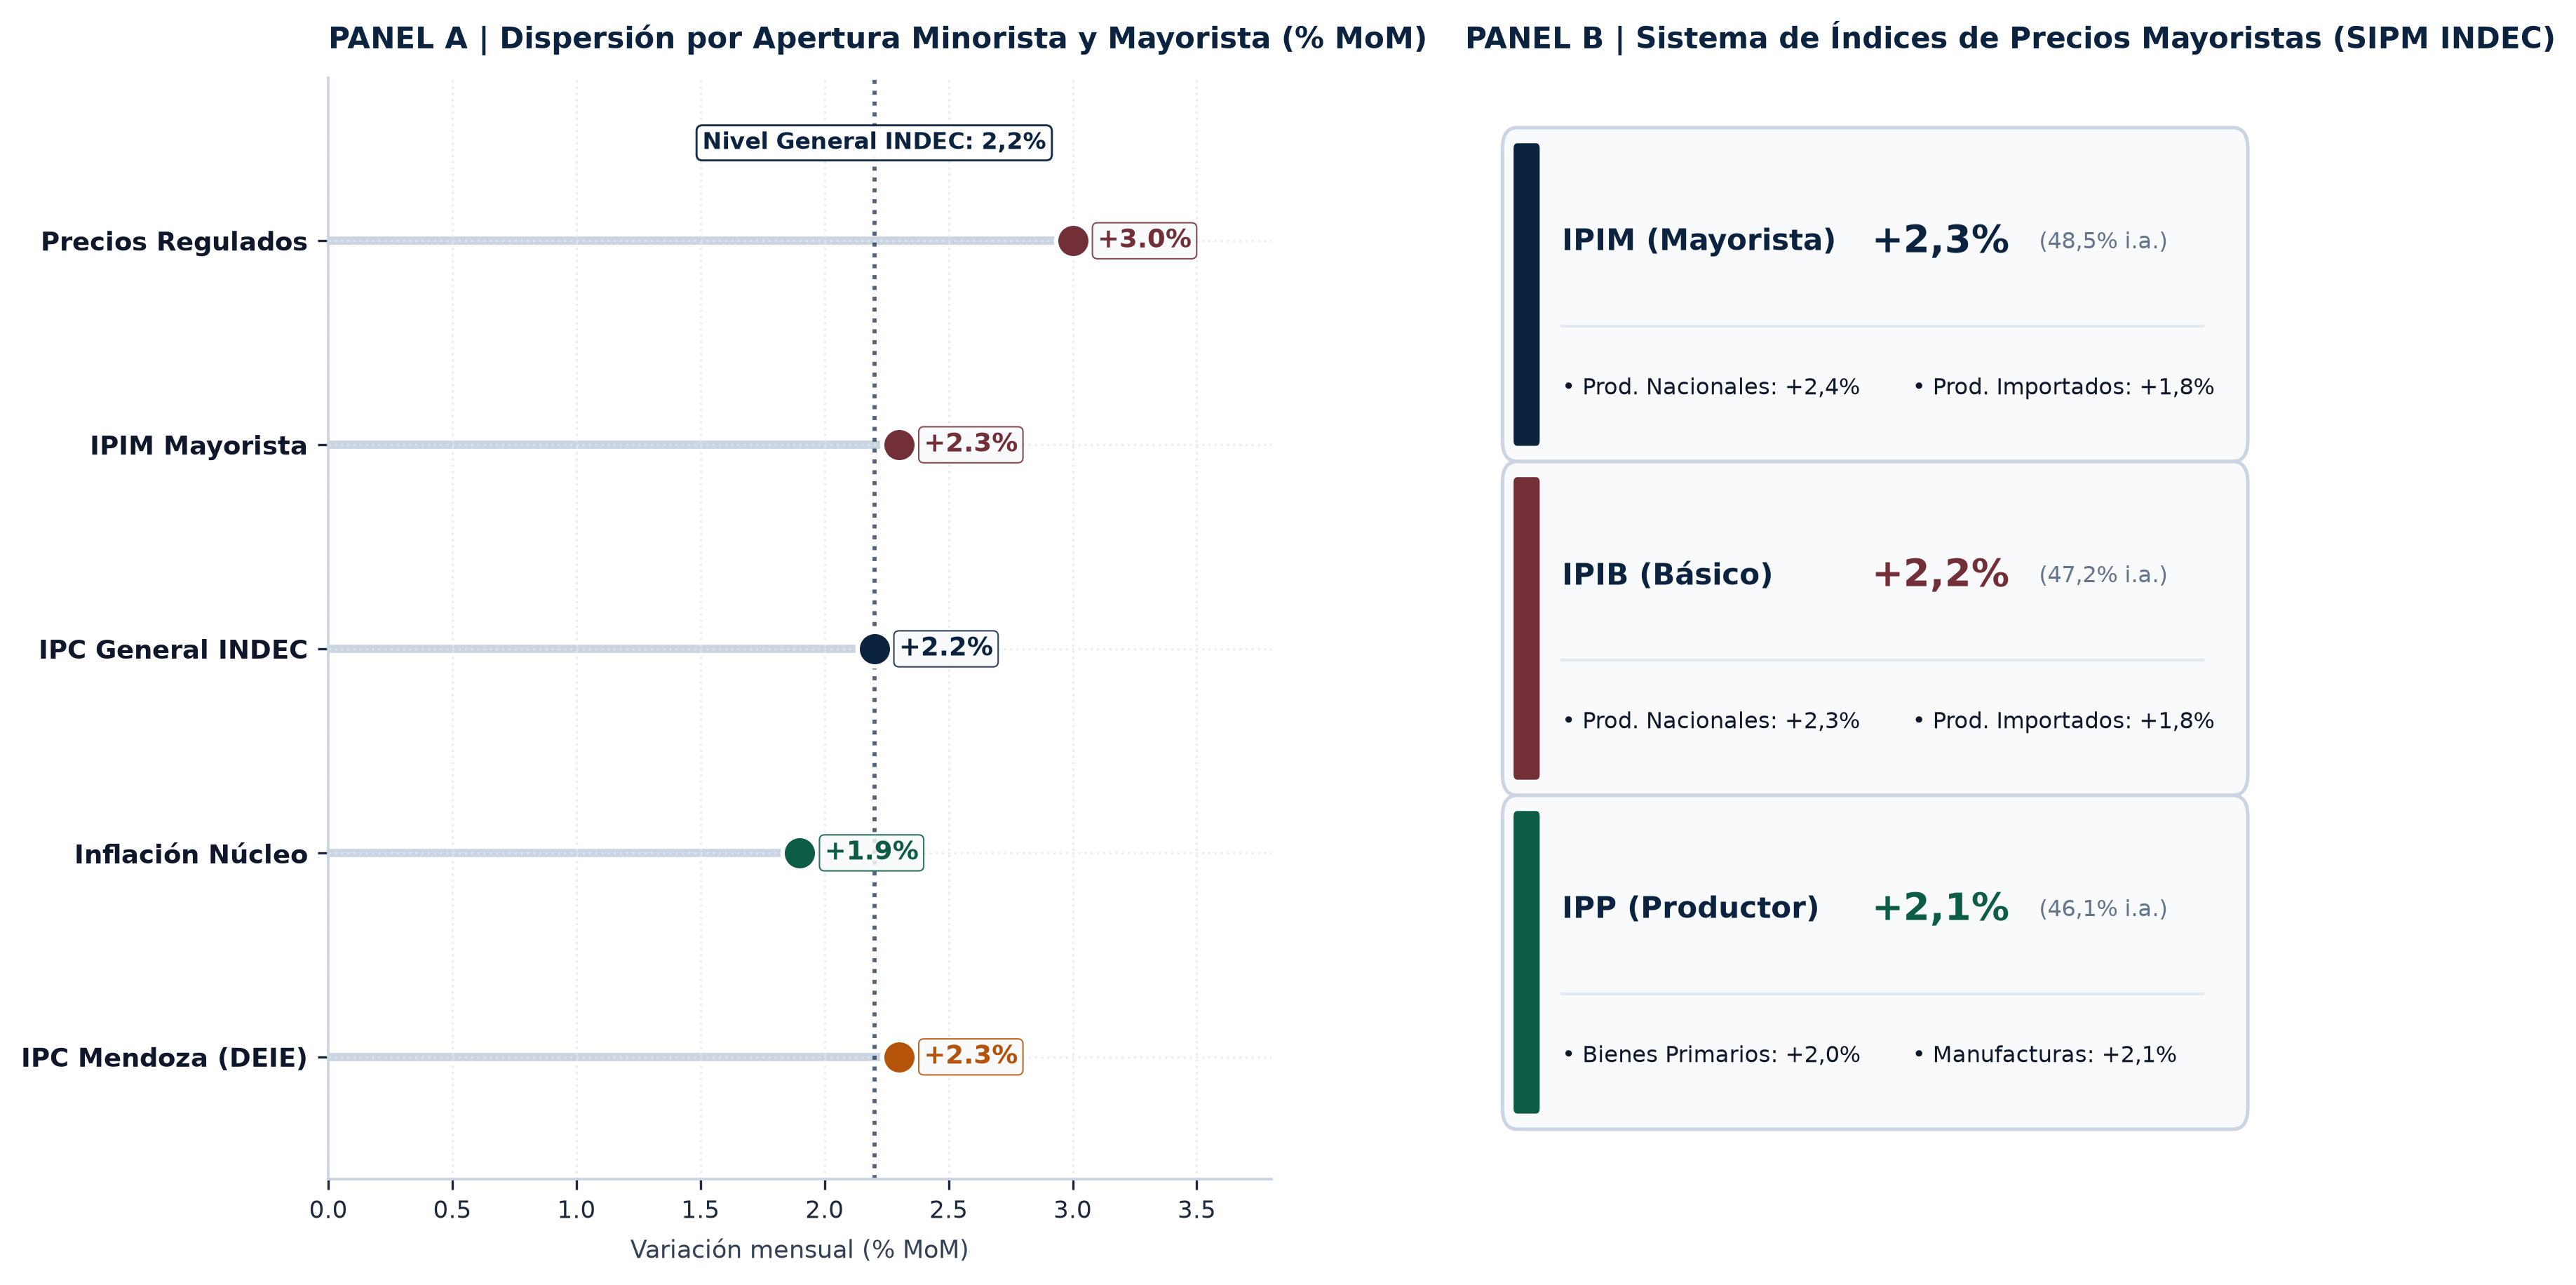 PANEL A | Dispersión por Apertura Minorista y Mayorista (% MoM)
Nivel General INDEC: 2,2%
Precios Regulados
+3.0%
IPIM Mayorista
+2.3%
IPC General INDEC
+2.2%
Inflación Núcleo
+1.9%
IPC Mendoza (DEIE)
+2.3%
0.0 0.5 1.0 1.5 2.0 2.5 3.0 3.5
Variación mensual (% MoM)
PANEL B | Sistema de Índices de Precios Mayoristas (SIPM INDEC)
IPIM (Mayorista) +2,3% (48,5% i.a.)
• Prod. Nacionales: +2,4% • Prod. Importados: +1,8%
IPIB (Básico) +2,2% (47,2% i.a.)
• Prod. Nacionales: +2,3% • Prod. Importados: +1,8%
IPP (Productor) +2,1% (46,1% i.a.)
• Bienes Primarios: +2,0% • Manufacturas: +2,1%